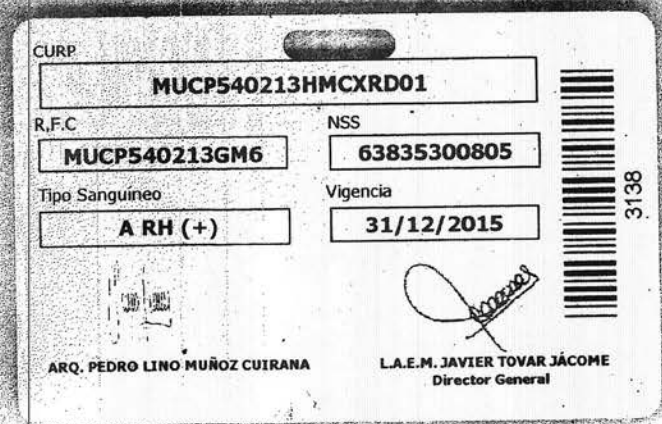 CURP
MUCP540213HMCXRD01
R.F.C
NSS
MUCP540213GM6
63835300805
Tipo Sanguineo
Vigencia
A RH (+)
31/12/2015
3138
ARQ. PEDRO LINO MUÑOZ CUIRANA
L.A.E.M. JAVIER TOVAR JÁCOME
Director General